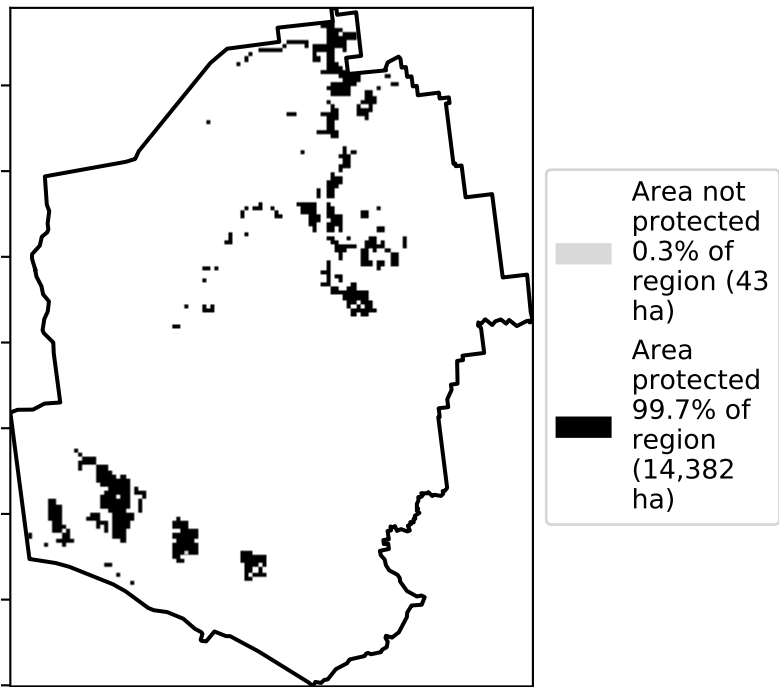 Area not
protected
0.3% of
region (43
ha)
Area
protected
99.7% of
region
(14,382
ha)